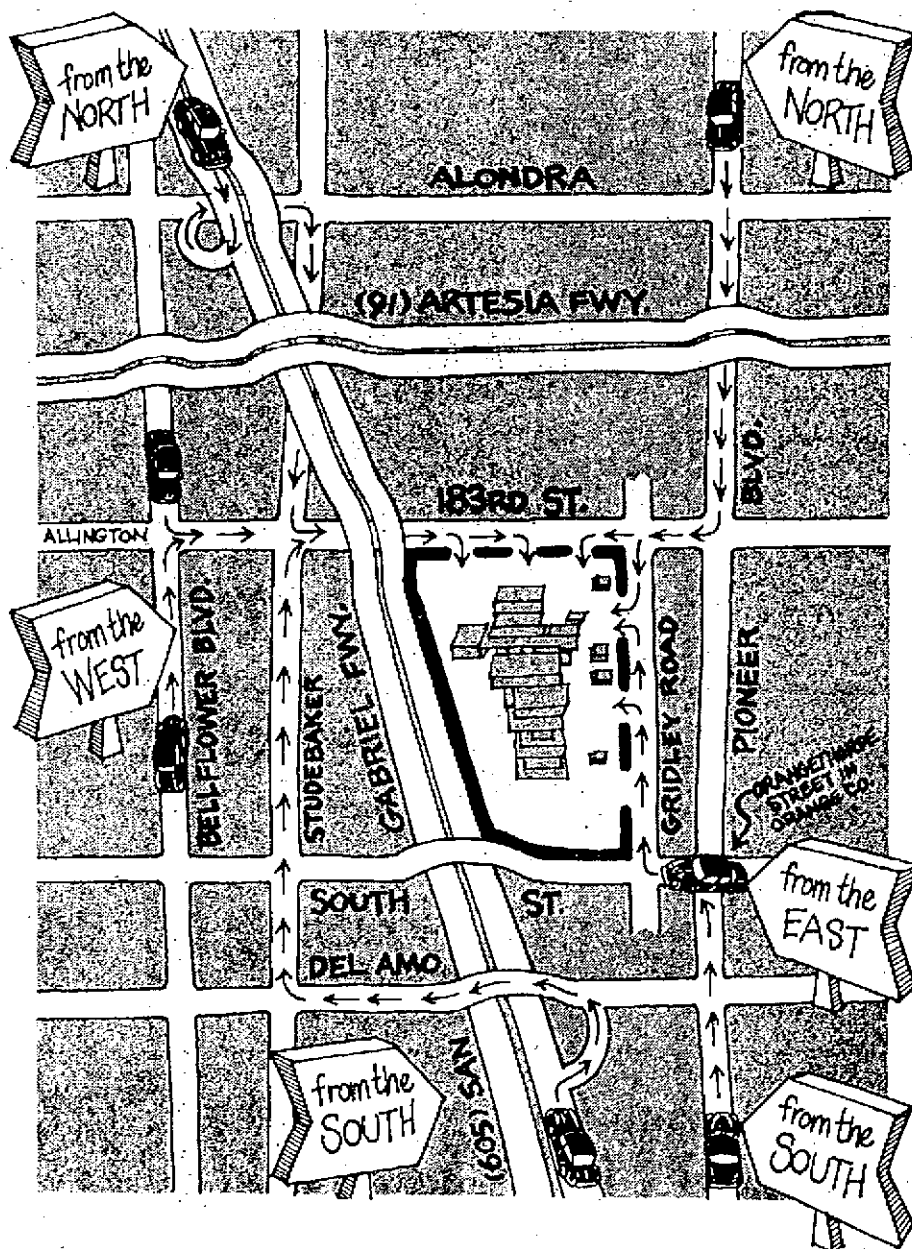 from the
NORTH
from the
NORTH
ALONDRA
(91) ARTESIA FWY.
BLVD.
183RD ST.
ALLINGTON
from the
WEST
BELLFLOWER BLVD.
STUDEBAKER
GABRIEL FWY.
GRIDLEY ROAD
PIONEER
ORANGETHORPE
STREET IN
ORANGE CO.
SOUTH ST.
from the
EAST
DEL AMO
(605) SAN
from the
SOUTH
from the
SOUTH